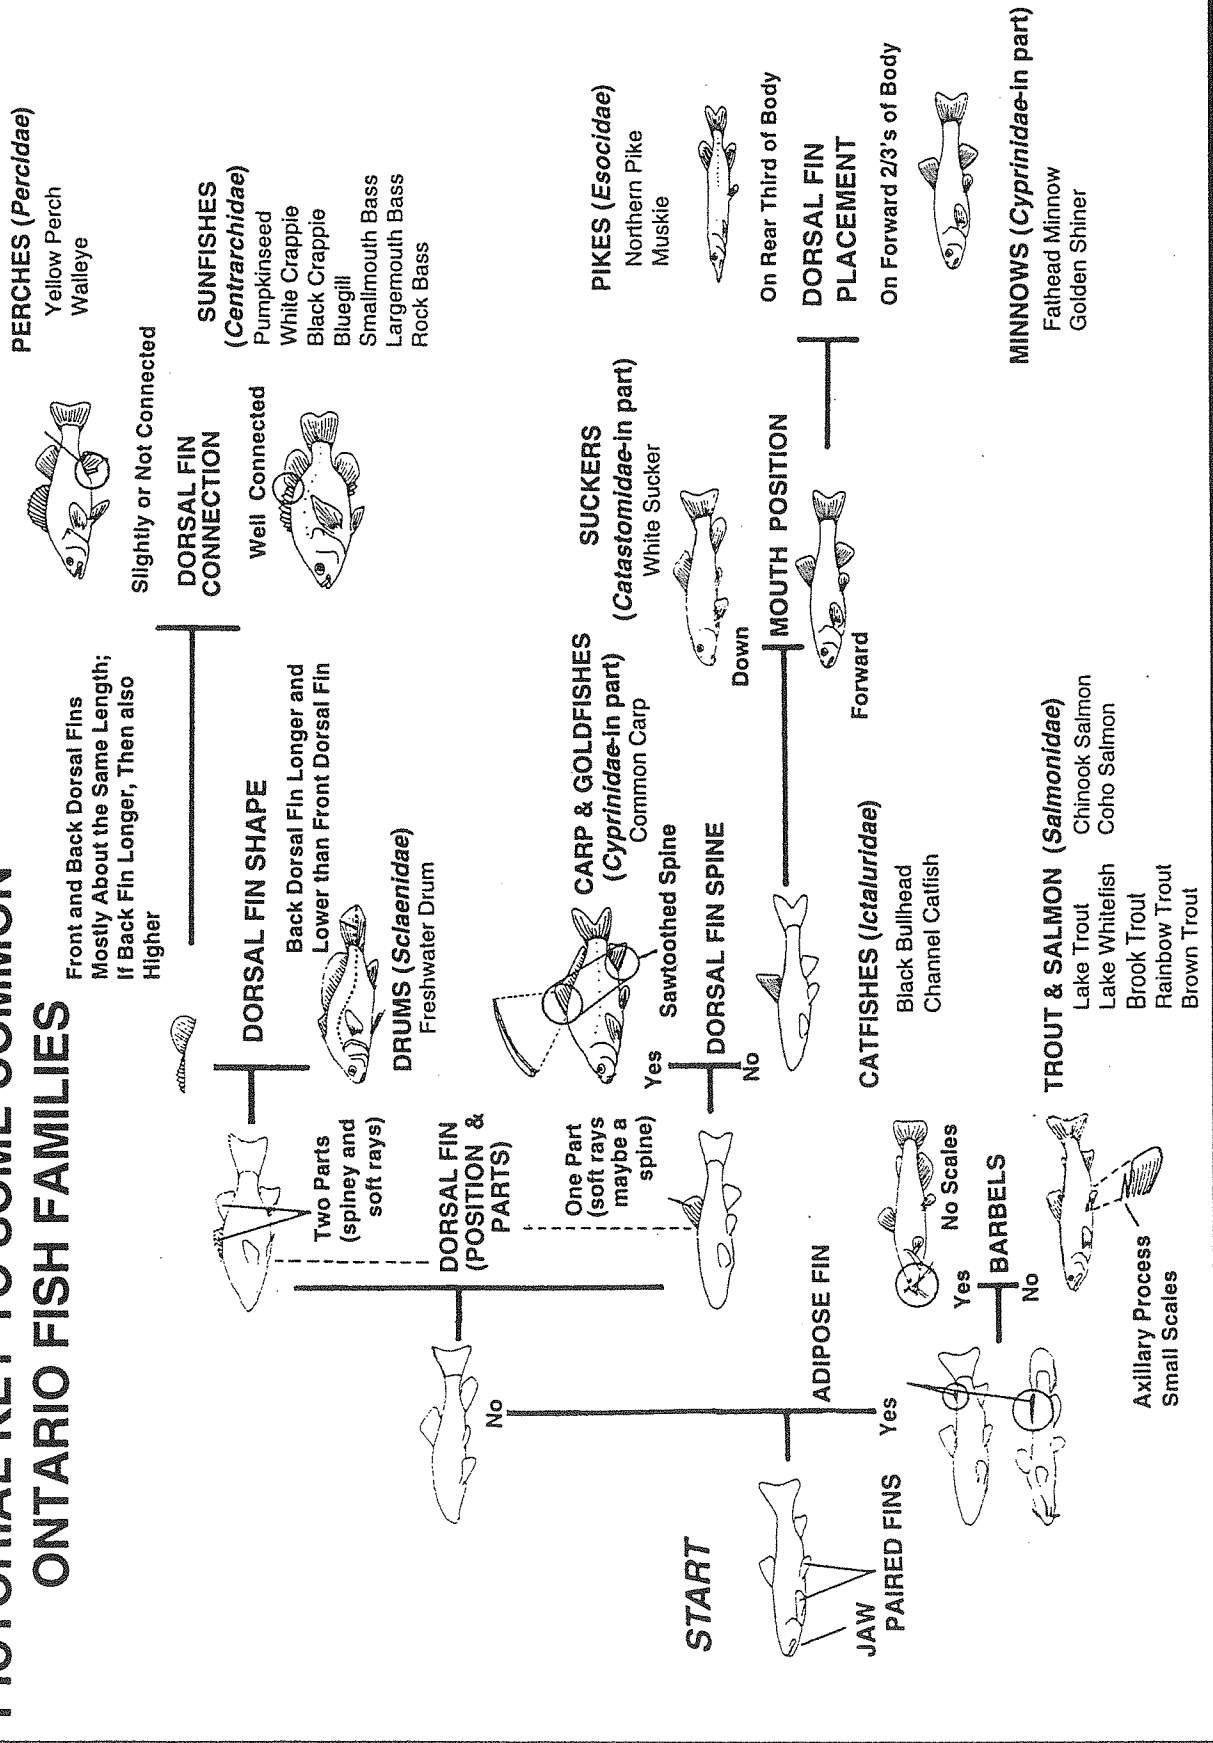 PICTORIAL KEY TO SOME COMMON
ONTARIO FISH FAMILIES
START
JAW
PAIRED FINS
ADIPOSE FIN
No
Yes
DORSAL FIN
(POSITION &
PARTS)
Two Parts
(spiney and
soft rays)
One Part
(soft rays
maybe a
spine)
DORSAL FIN SHAPE
Front and Back Dorsal Fins
Mostly About the Same Length;
If Back Fin Longer, Then also
Higher
Back Dorsal Fin Longer and
Lower than Front Dorsal Fin
DRUMS (Sciaenidae)
Freshwater Drum
DORSAL FIN
CONNECTION
Slightly or Not Connected
PERCHES (Percidae)
Yellow Perch
Walleye
Well Connected
SUNFISHES
(Centrarchidae)
Pumpkinseed
White Crappie
Black Crappie
Bluegill
Smallmouth Bass
Largemouth Bass
Rock Bass
DORSAL FIN SPINE
Yes
No
Sawtoothed Spine
CARP & GOLDFISHES
(Cyprinidae-in part)
Common Carp
MOUTH POSITION
Down
Forward
SUCKERS
(Catastomidae-in part)
White Sucker
DORSAL FIN
PLACEMENT
On Rear Third of Body
PIKES (Esocidae)
Northern Pike
Muskie
On Forward 2/3's of Body
MINNOWS (Cyprinidae-in part)
Fathead Minnow
Golden Shiner
BARBELS
Yes
No
No Scales
CATFISHES (Ictaluridae)
Black Bullhead
Channel Catfish
Axillary Process
Small Scales
TROUT & SALMON (Salmonidae)
Lake Trout
Lake Whitefish
Brook Trout
Rainbow Trout
Brown Trout
Chinook Salmon
Coho Salmon